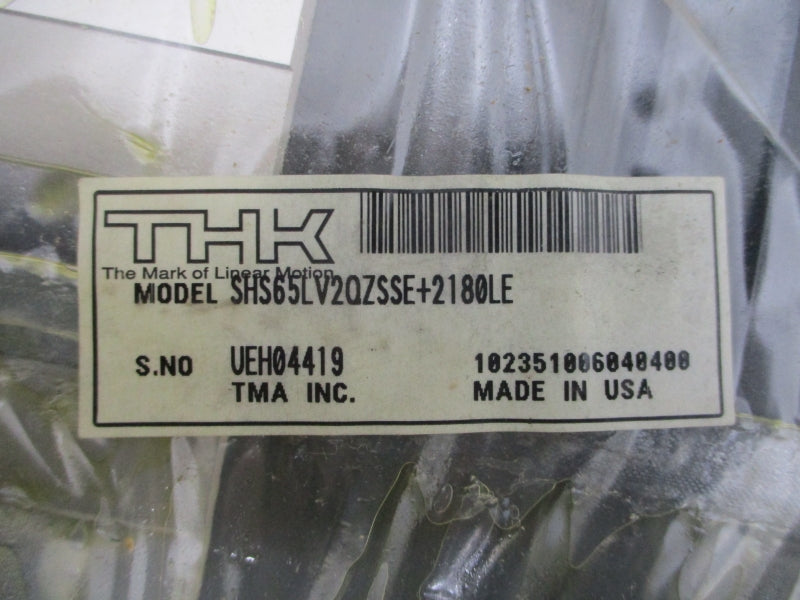 THK
The Mark of Linear Motion
MODEL SHS65LV2QZSSE+2180LE
S.NO UEH04419 102351006040400
TMA INC. MADE IN USA